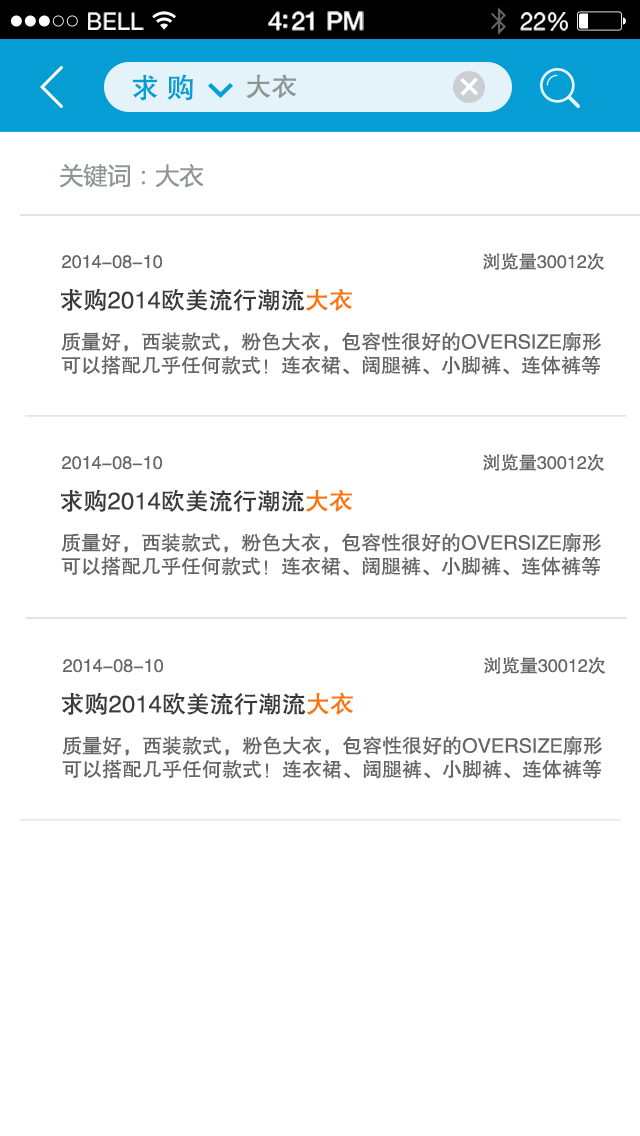 BELL 4:21 PM 22%
求 购 大衣
关键词：大衣
2014-08-10 浏览量30012次
求购2014欧美流行潮流大衣
质量好，西装款式，粉色大衣，包容性很好的OVERSIZE廓形
可以搭配几乎任何款式！连衣裙、阔腿裤、小脚裤、连体裤等
2014-08-10 浏览量30012次
求购2014欧美流行潮流大衣
质量好，西装款式，粉色大衣，包容性很好的OVERSIZE廓形
可以搭配几乎任何款式！连衣裙、阔腿裤、小脚裤、连体裤等
2014-08-10 浏览量30012次
求购2014欧美流行潮流大衣
质量好，西装款式，粉色大衣，包容性很好的OVERSIZE廓形
可以搭配几乎任何款式！连衣裙、阔腿裤、小脚裤、连体裤等